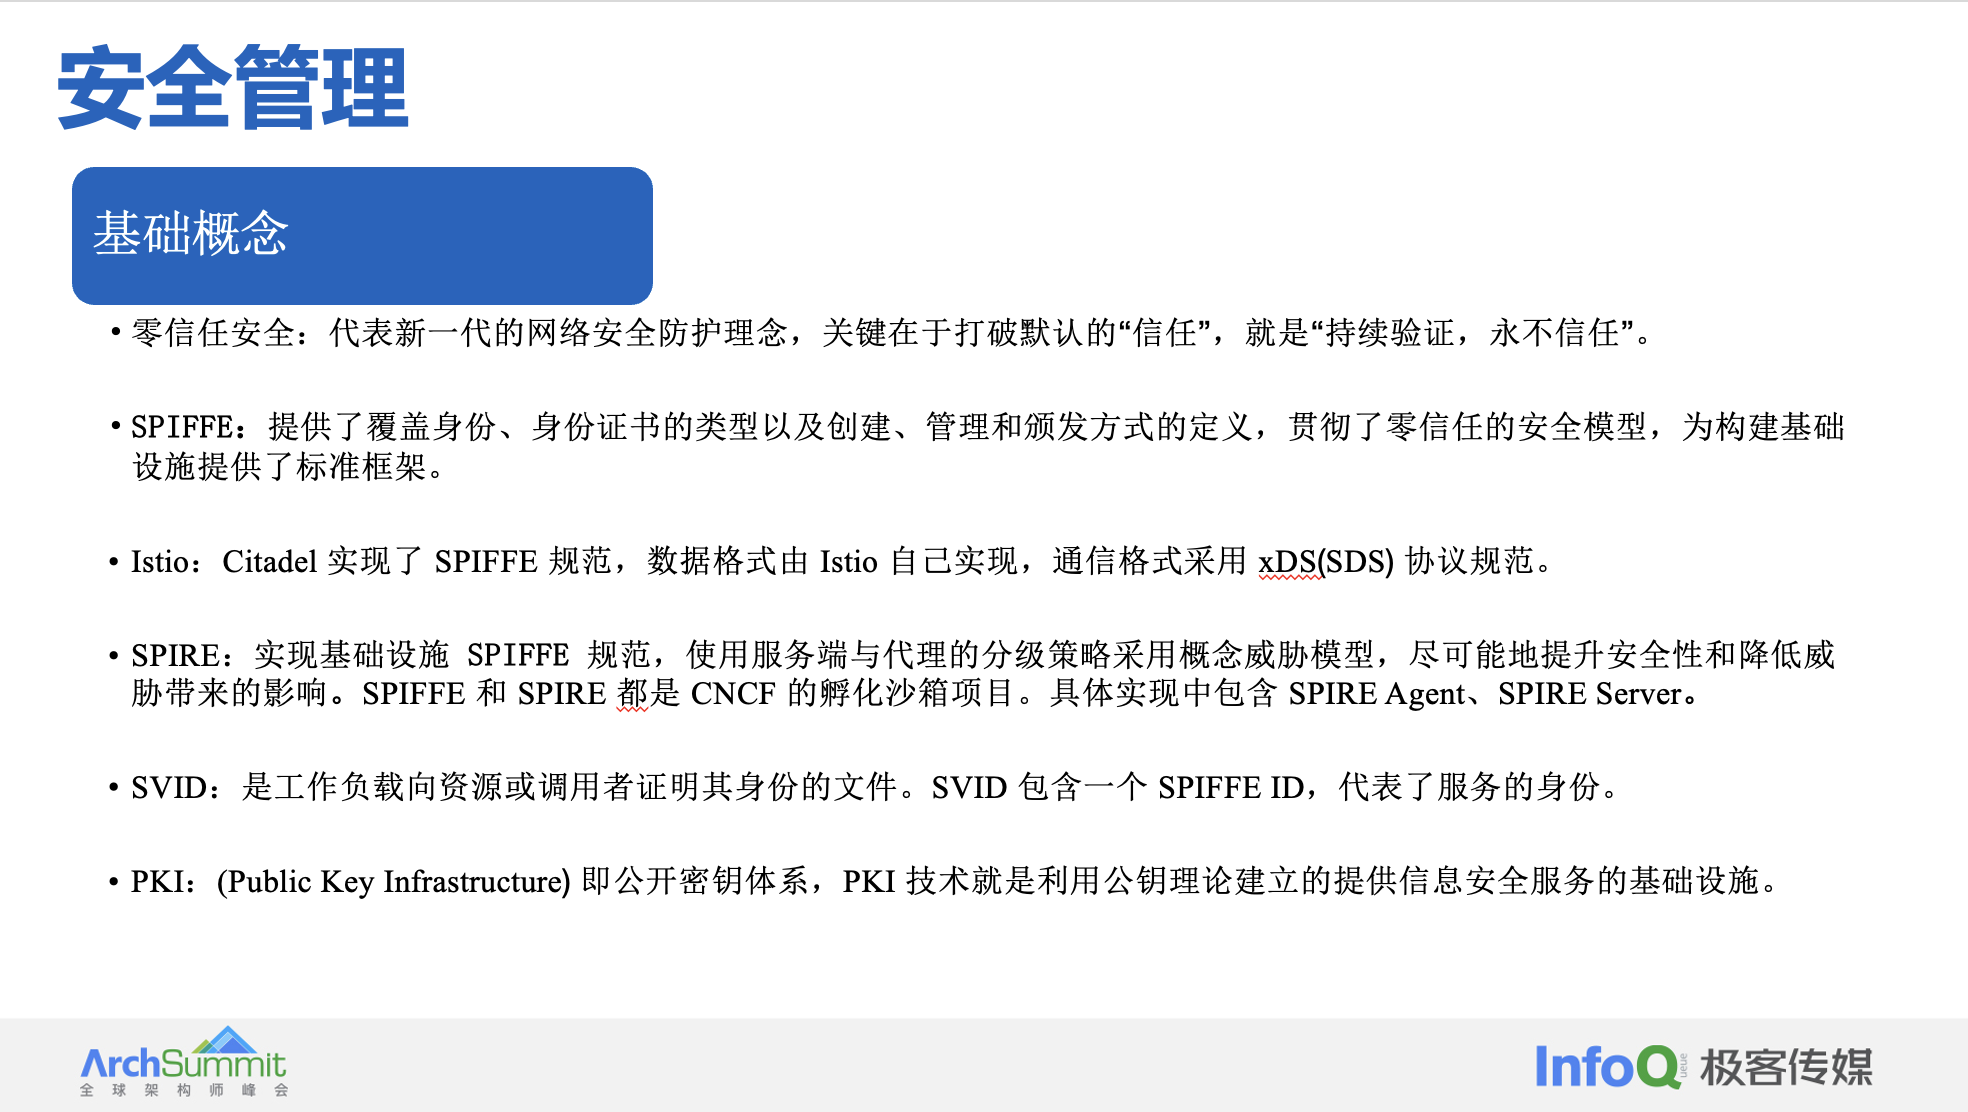 安全管理
基础概念
• 零信任安全：代表新一代的网络安全防护理念，关键在于打破默认的“信任”，就是“持续验证，永不信任”。
• SPIFFE：提供了覆盖身份、身份证书的类型以及创建、管理和颁发方式的定义，贯彻了零信任的安全模型，为构建基础
设施提供了标准框架。
• Istio：Citadel 实现了 SPIFFE 规范，数据格式由 Istio 自己实现，通信格式采用 xDS(SDS) 协议规范。
• SPIRE：实现基础设施 SPIFFE 规范，使用服务端与代理的分级策略采用概念威胁模型，尽可能地提升安全性和降低威
胁带来的影响。SPIFFE 和 SPIRE 都是 CNCF 的孵化沙箱项目。具体实现中包含 SPIRE Agent、SPIRE Server。
• SVID：是工作负载向资源或调用者证明其身份的文件。SVID 包含一个 SPIFFE ID，代表了服务的身份。
• PKI：(Public Key Infrastructure) 即公开密钥体系，PKI 技术就是利用公钥理论建立的提供信息安全服务的基础设施。
ArchSummit
全球架构师峰会
InfoQueue 极客传媒